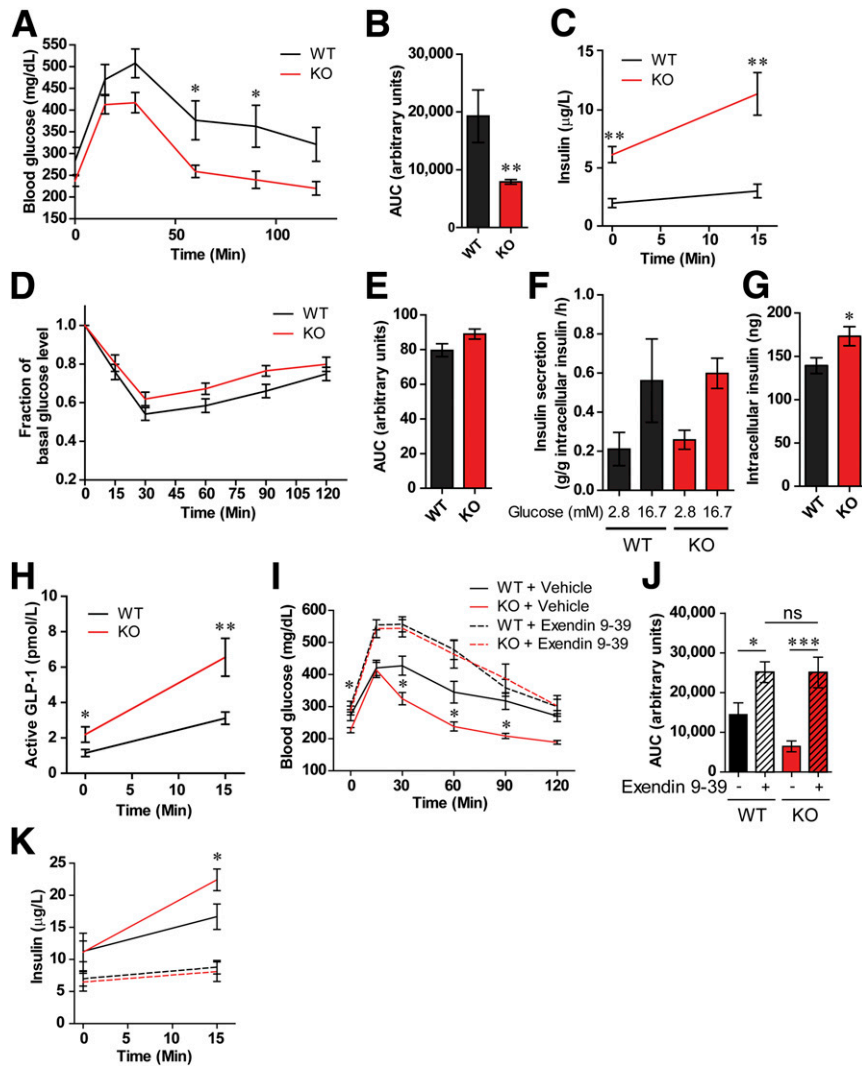 A
Blood glucose (mg/dL)
550
500
450
400
350
300
250
200
150
WT
KO
*
*
0
50
100
Time (Min)
B
AUC (arbitrary units)
30,000
20,000
10,000
0
**
WT
KO
C
Insulin (μg/L)
15
10
5
0
WT
KO
**
**
0
5
10
15
Time (Min)
D
Fraction of
basal glucose level
1.0
0.8
0.6
0.4
0.2
WT
KO
0 15 30 45 60 75 90 105 120
Time (Min)
E
AUC (arbitrary units)
100
80
60
40
20
0
WT
KO
F
Insulin secretion
(g/g intracellular insulin /h)
1.0
0.8
0.6
0.4
0.2
0.0
Glucose (mM) 2.8 16.7 2.8 16.7
WT KO
G
Intracellular insulin (ng)
200
150
100
50
0
*
WT
KO
H
Active GLP-1 (pmol/L)
10
8
6
4
2
0
WT
KO
*
**
0 5 10 15
Time (Min)
I
Blood glucose (mg/dL)
600
500
400
300
200
100
WT + Vehicle
KO + Vehicle
WT + Exendin 9-39
KO + Exendin 9-39
*
*
*
*
0 30 60 90 120
Time (Min)
J
AUC (arbitrary units)
40,000
30,000
20,000
10,000
0
ns
*
***
Exendin 9-39 - + - +
WT KO
K
Insulin (μg/L)
25
20
15
10
5
0
*
0 5 10 15
Time (Min)